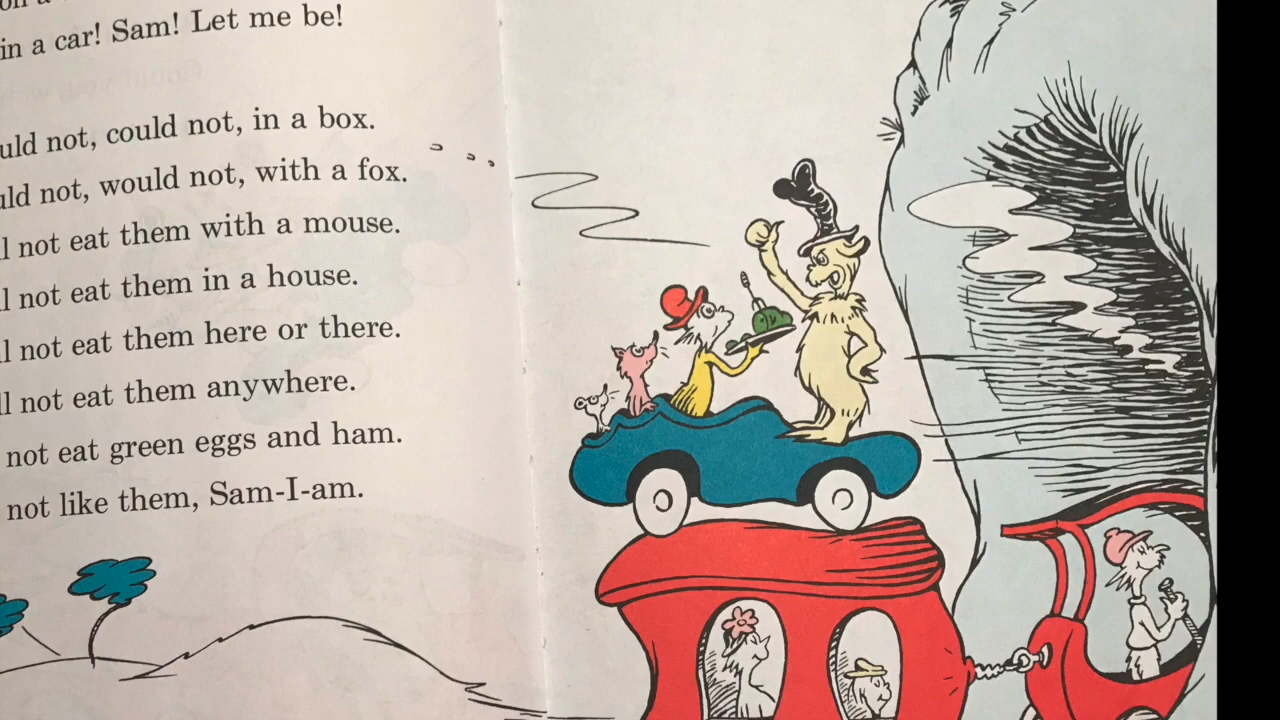 in a car! Sam! Let me be!
not, could not, in a box.
not, would not, with a fox.
not eat them with a mouse.
not eat them in a house.
not eat them here or there.
not eat them anywhere.
not eat green eggs and ham.
not like them, Sam-I-am.